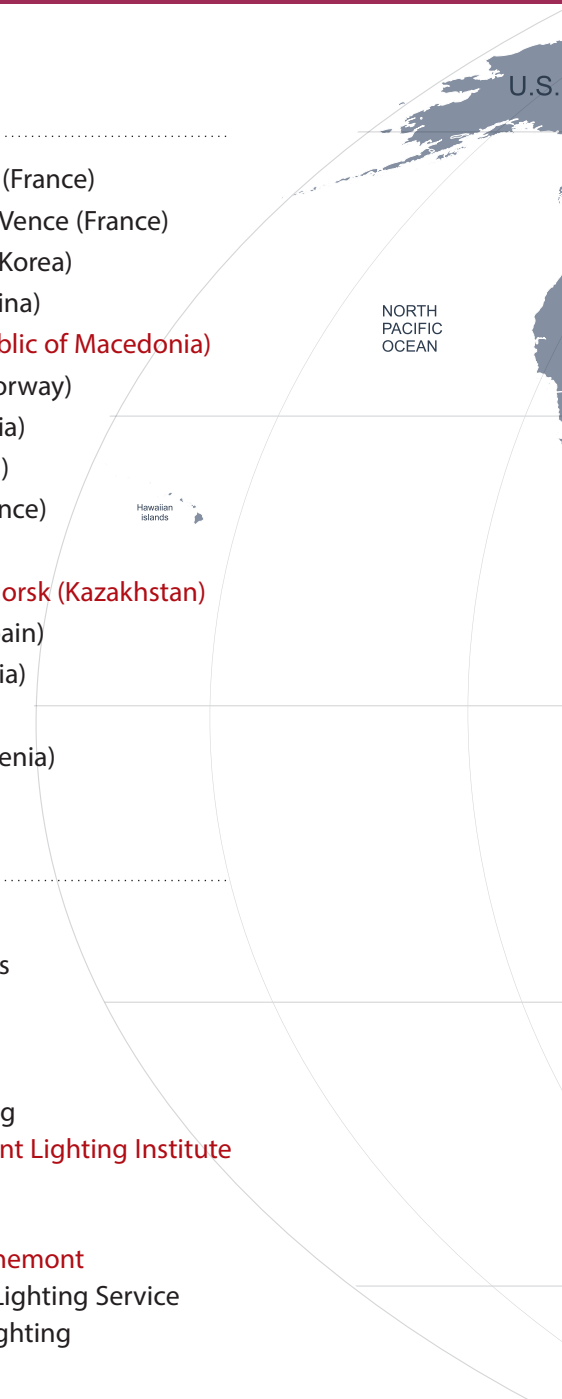 (France)
Vence (France)
Korea)
ina)
blic of Macedonia)
orway)
ia)
)
nce)
orsk (Kazakhstan)
ain)
ia)
enia)
s
g
nt Lighting Institute
nemont
Lighting Service
ghting
U.S.
NORTH
PACIFIC
OCEAN
Hawaiian
islands